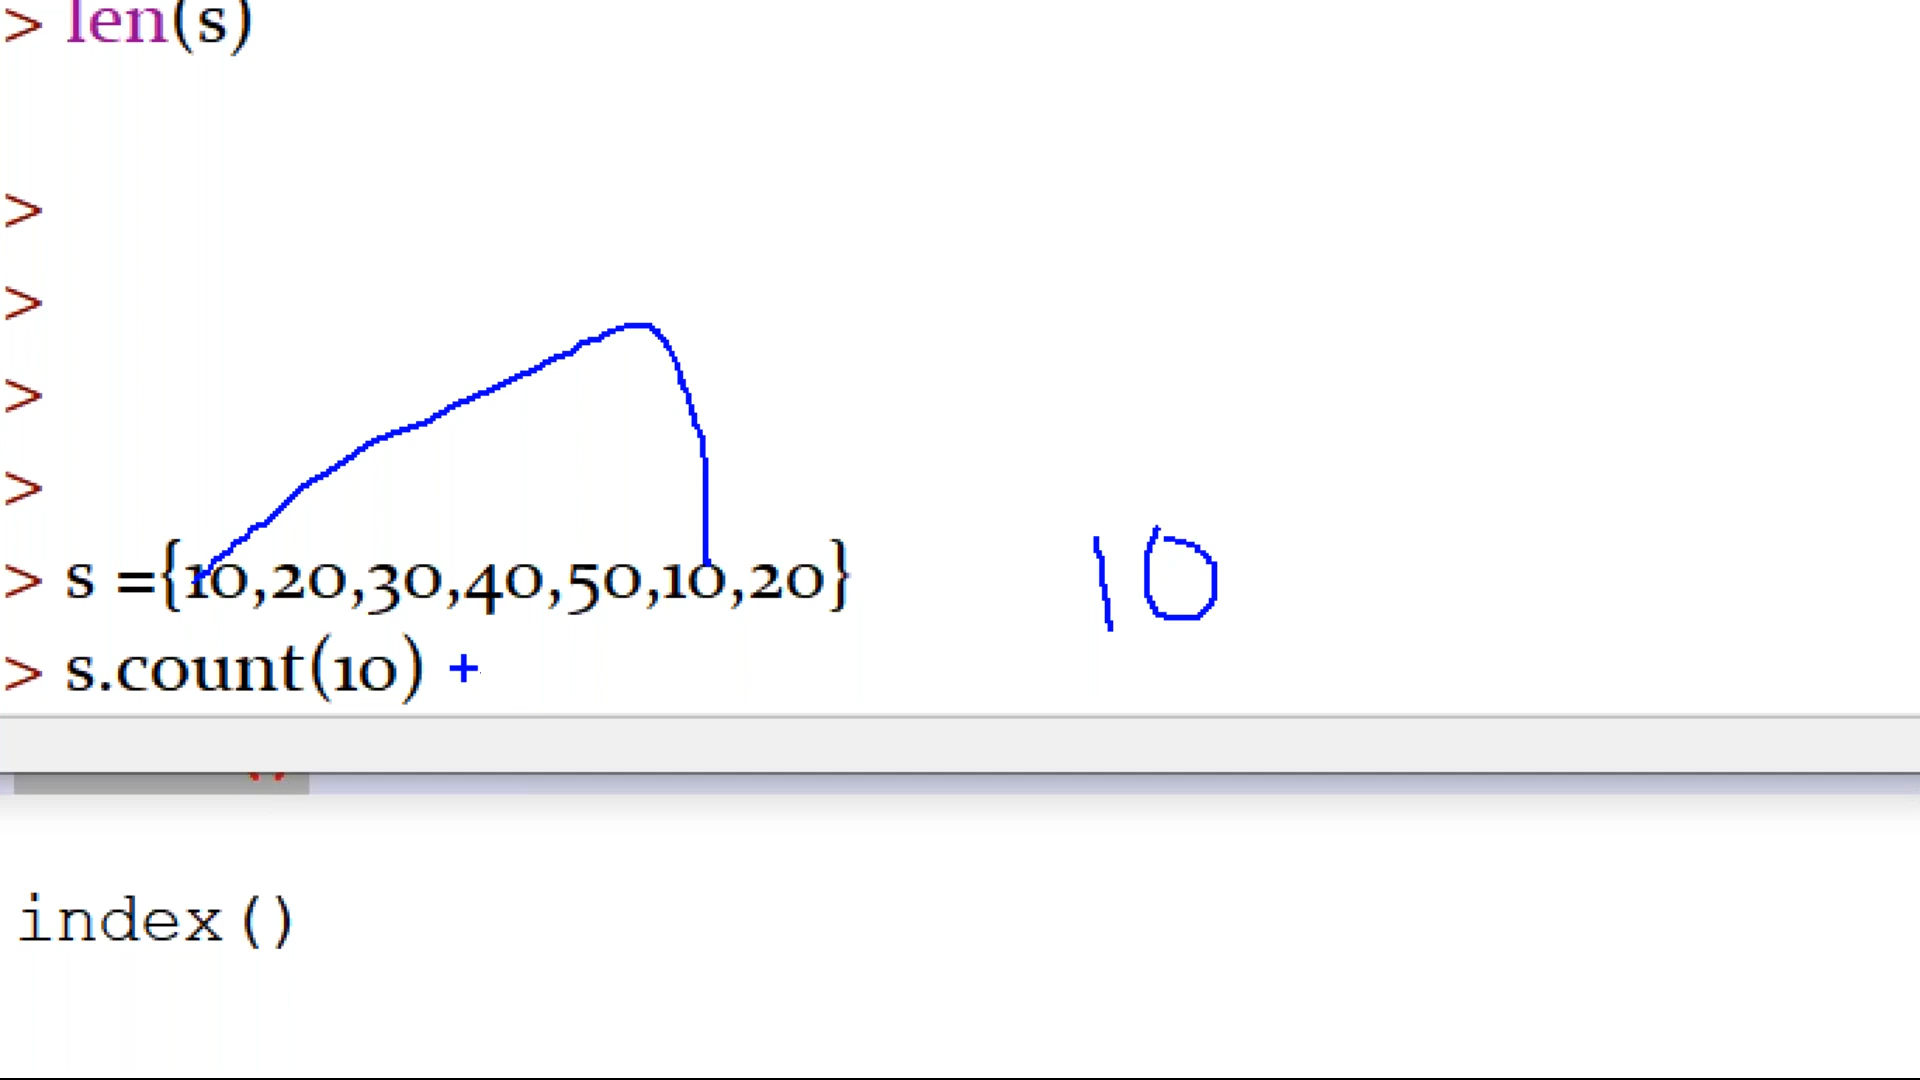 > len(s)
>
>
>
>
> s ={10,20,30,40,50,10,20} 10
> s.count(10) +
index()